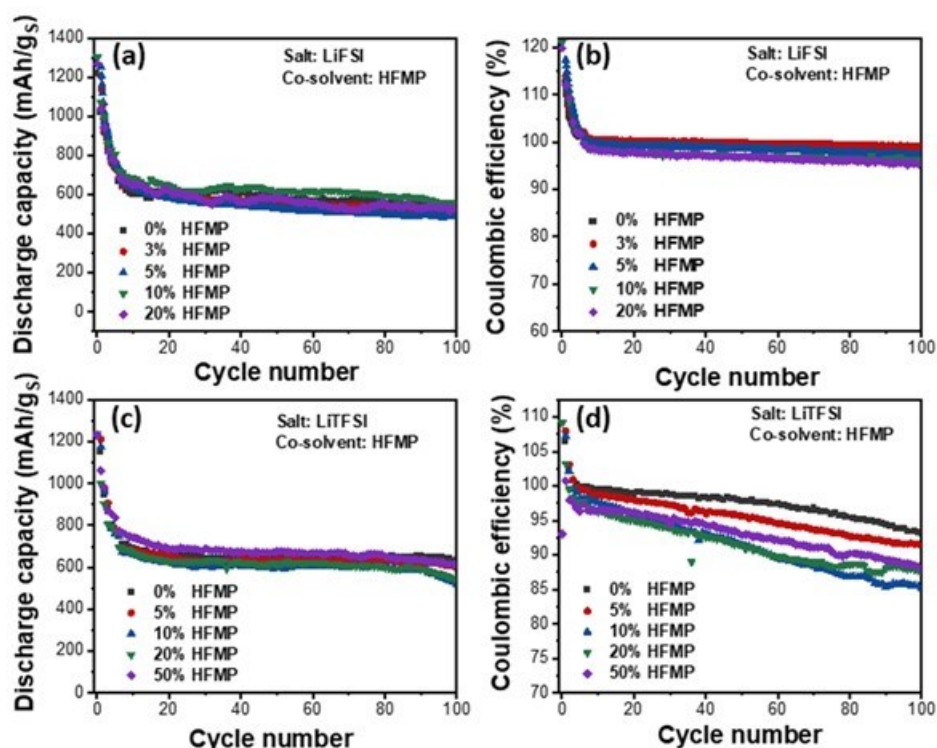 (a)
Salt: LiFSI
Co-solvent: HFMP
Discharge capacity (mAh/gs)
1400
1200
1000
800
600
400
200
0
0% HFMP
3% HFMP
5% HFMP
10% HFMP
20% HFMP
0 20 40 60 80 100
Cycle number
(b)
Salt: LiFSI
Co-solvent: HFMP
Coulombic efficiency (%)
120
110
100
90
80
70
60
0% HFMP
3% HFMP
5% HFMP
10% HFMP
20% HFMP
0 20 40 60 80 100
Cycle number
(c)
Salt: LiTFSI
Co-solvent: HFMP
Discharge capacity (mAh/gs)
1400
1200
1000
800
600
400
200
0
0% HFMP
5% HFMP
10% HFMP
20% HFMP
50% HFMP
0 20 40 60 80 100
Cycle number
(d)
Salt: LiTFSI
Co-solvent: HFMP
Coulombic efficiency (%)
110
105
100
95
90
85
80
75
70
0% HFMP
5% HFMP
10% HFMP
20% HFMP
50% HFMP
0 20 40 60 80 100
Cycle number